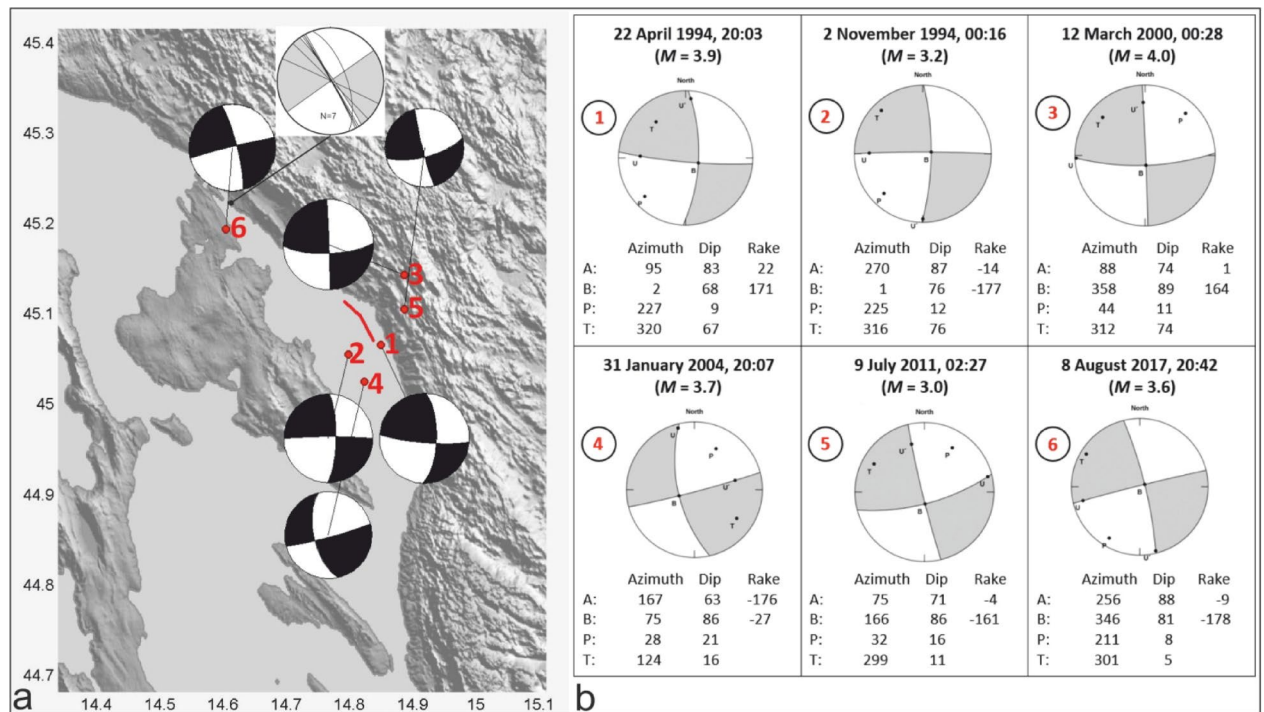 45.4
45.3
45.2
45.1
45
44.9
44.8
44.7
14.4 14.5 14.6 14.7 14.8 14.9 15 15.1
N=7
6
3
5
1
2
4
a
22 April 1994, 20:03
(M = 3.9)
1
North
U'
T
U
B
P
Azimuth Dip Rake
A: 95 83 22
B: 2 68 171
P: 227 9
T: 320 67
2 November 1994, 00:16
(M = 3.2)
2
North
T
U
B
P
U'
Azimuth Dip Rake
A: 270 87 -14
B: 1 76 -177
P: 225 12
T: 316 76
12 March 2000, 00:28
(M = 4.0)
3
North
U'
T
P
U
B
Azimuth Dip Rake
A: 88 74 1
B: 358 89 164
P: 44 11
T: 312 74
31 January 2004, 20:07
(M = 3.7)
4
North
U
P
U'
B
T
Azimuth Dip Rake
A: 167 63 -176
B: 75 86 -27
P: 28 21
T: 124 16
9 July 2011, 02:27
(M = 3.0)
5
North
U'
P
T
U
B
Azimuth Dip Rake
A: 75 71 -4
B: 166 86 -161
P: 32 16
T: 299 11
8 August 2017, 20:42
(M = 3.6)
6
North
T
B
U
P
U'
Azimuth Dip Rake
A: 256 88 -9
B: 346 81 -178
P: 211 8
T: 301 5
b